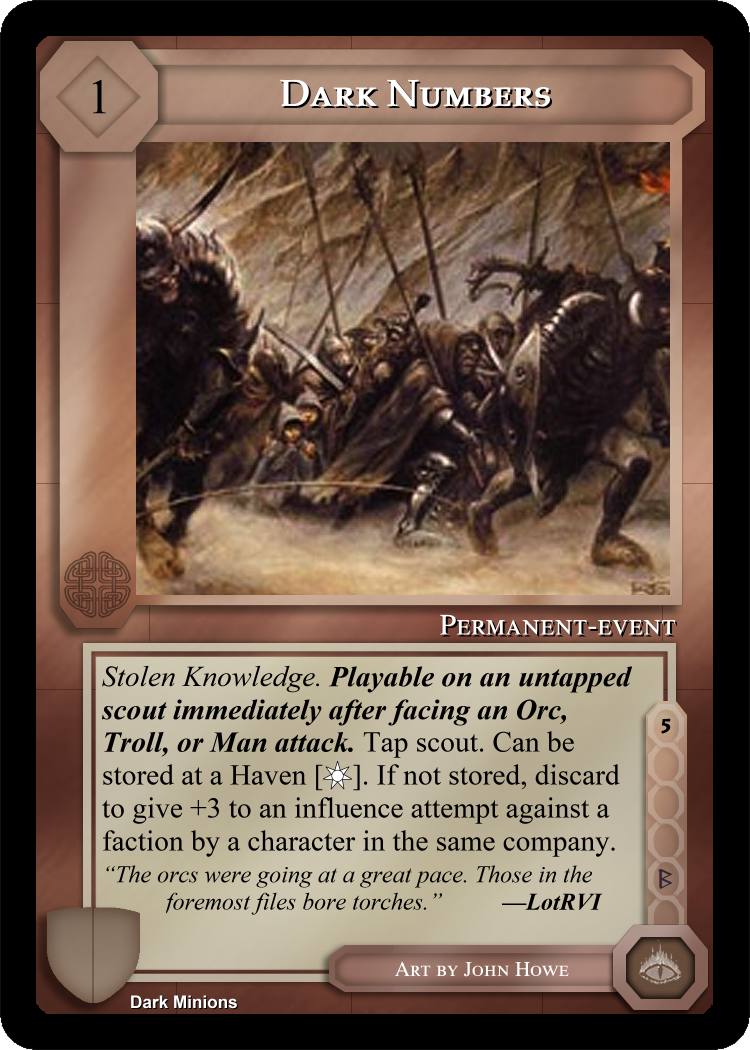 1
Dark Numbers
Permanent-event
Stolen Knowledge. Playable on an untapped
scout immediately after facing an Orc,
Troll, or Man attack. Tap scout. Can be
stored at a Haven [☼]. If not stored, discard
to give +3 to an influence attempt against a
faction by a character in the same company.
“The orcs were going at a great pace. Those in the
foremost files bore torches.” —LotRVI
5
B
Art by John Howe
Dark Minions